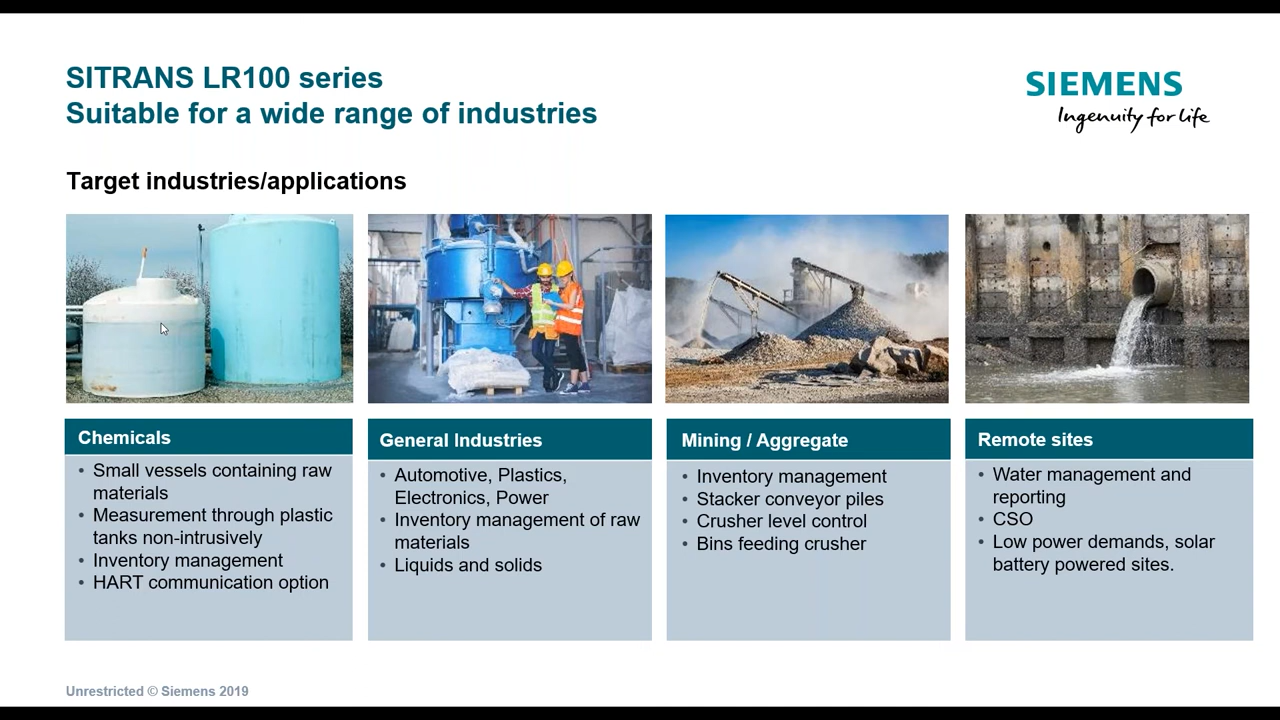 SITRANS LR100 series
Suitable for a wide range of industries
SIEMENS
Ingenuity for life
Target industries/applications
Chemicals
• Small vessels containing raw
materials
• Measurement through plastic
tanks non-intrusively
• Inventory management
• HART communication option
General Industries
• Automotive, Plastics,
Electronics, Power
• Inventory management of raw
materials
• Liquids and solids
Mining / Aggregate
• Inventory management
• Stacker conveyor piles
• Crusher level control
• Bins feeding crusher
Remote sites
• Water management and
reporting
• CSO
• Low power demands, solar
battery powered sites.
Unrestricted © Siemens 2019